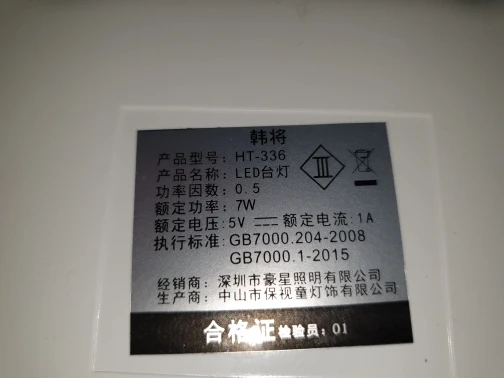 韩将
产品型号: HT-336
产品名称: LED台灯
功率因数: 0.5
额定功率: 7W
额定电压:5V 额定电流:1A
执行标准:GB7000.204-2008
GB7000.1-2015
经销商: 深圳市豪星照明有限公司
生产商: 中山市保视童灯饰有限公司
合格证 检验员: 01
III